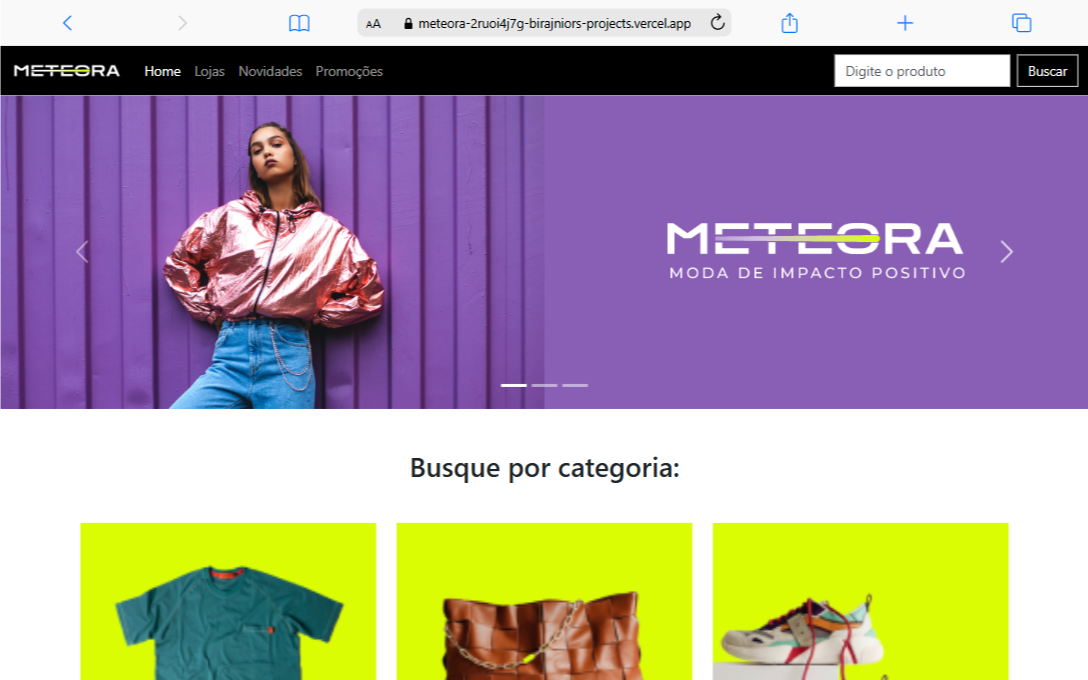 AA meteora-2ruoi4j7g-birajniors-projects.vercel.app
METEORA Home Lojas Novidades Promoções Digite o produto Buscar
METEORA
MODA DE IMPACTO POSITIVO
Busque por categoria: